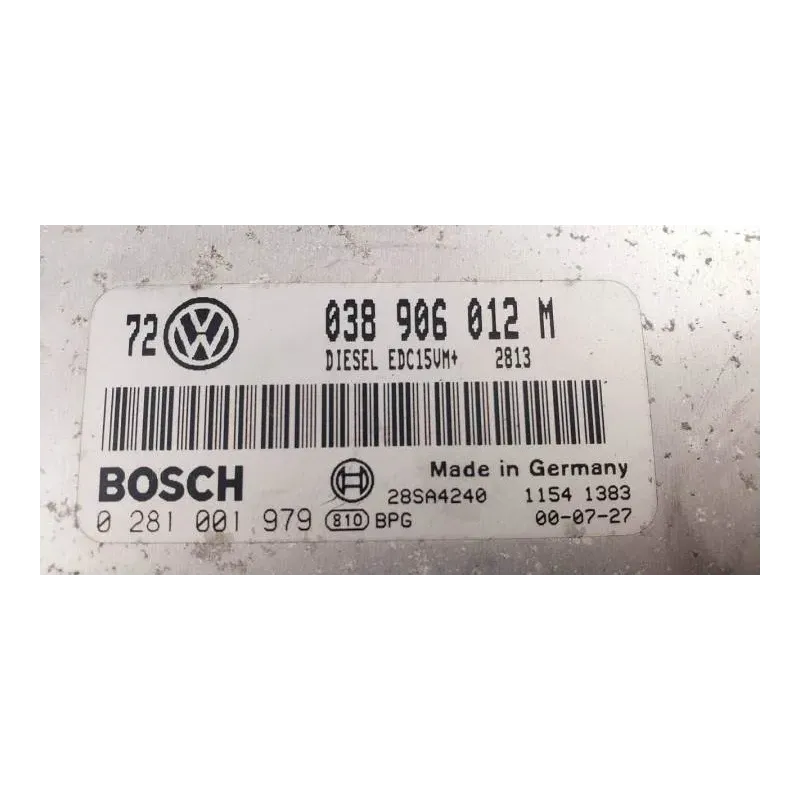 72 VW 038 906 012 M
DIESEL EDC15VM+ 2813
BOSCH Made in Germany
28SA4240 1154 1383
0 281 001 979 810 BPG 00-07-27